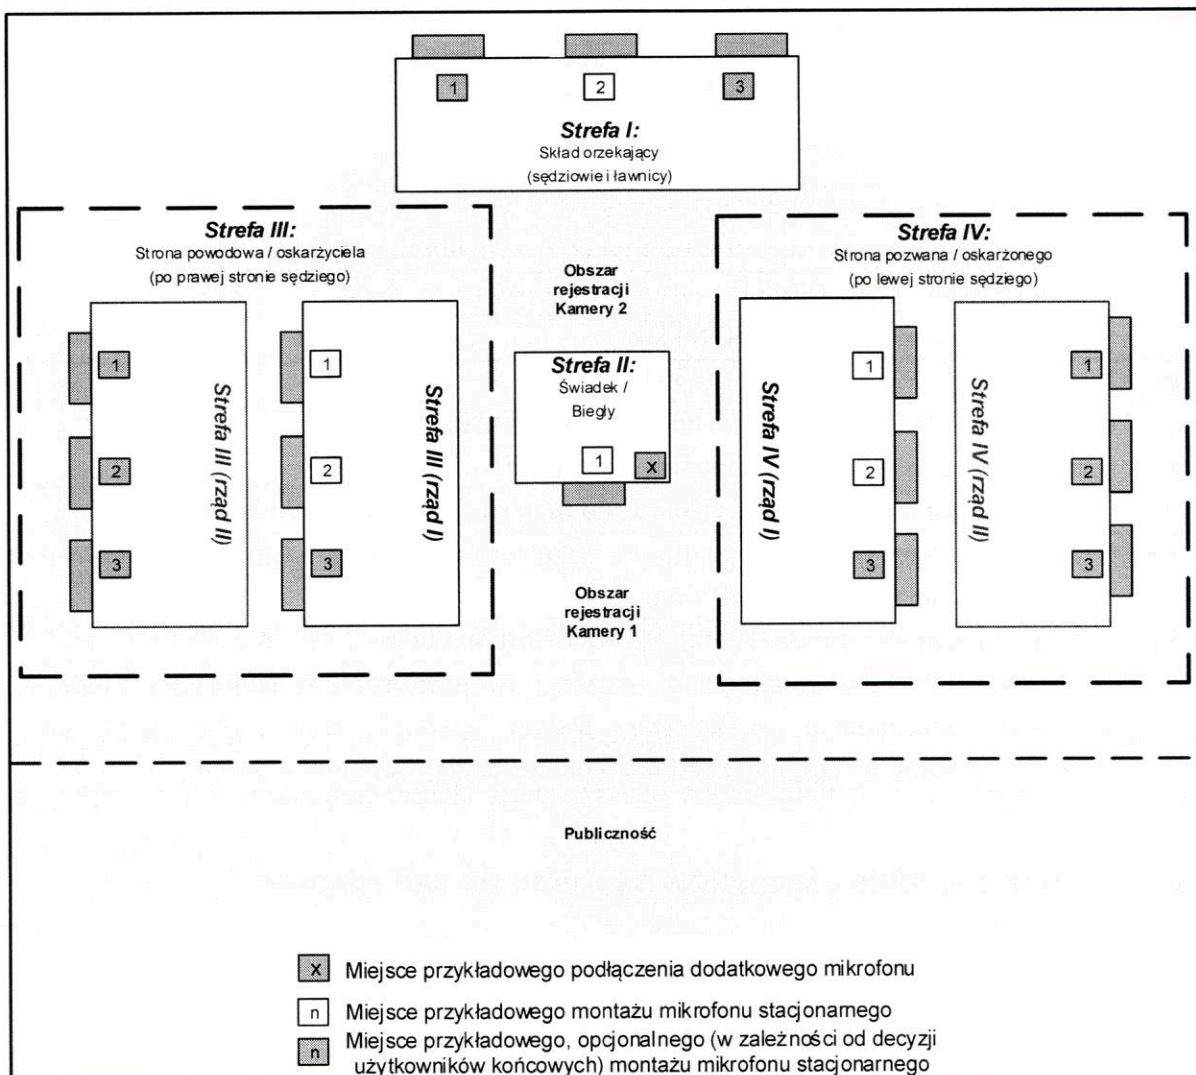 1
2
3
Strefa I:
Skład orzekający
(sędziowie i ławnicy)
Strefa III:
Strona powodowa / oskarżyciela
(po prawej stronie sędziego)
1
2
3
Strefa III (rząd II)
1
2
3
Strefa III (rząd I)
Obszar
rejestracji
Kamery 2
Strefa II:
Świadek /
Biegły
1
x
Obszar
rejestracji
Kamery 1
Strefa IV:
Strona pozwana / oskarżonego
(po lewej stronie sędziego)
Strefa IV (rząd I)
1
2
3
Strefa IV (rząd II)
1
2
3
Publiczność
x Miejsce przykładowego podłączenia dodatkowego mikrofonu
n Miejsce przykładowego montażu mikrofonu stacjonarnego
n Miejsce przykładowego, opcjonalnego (w zależności od decyzji
użytkowników końcowych) montażu mikrofonu stacjonarnego